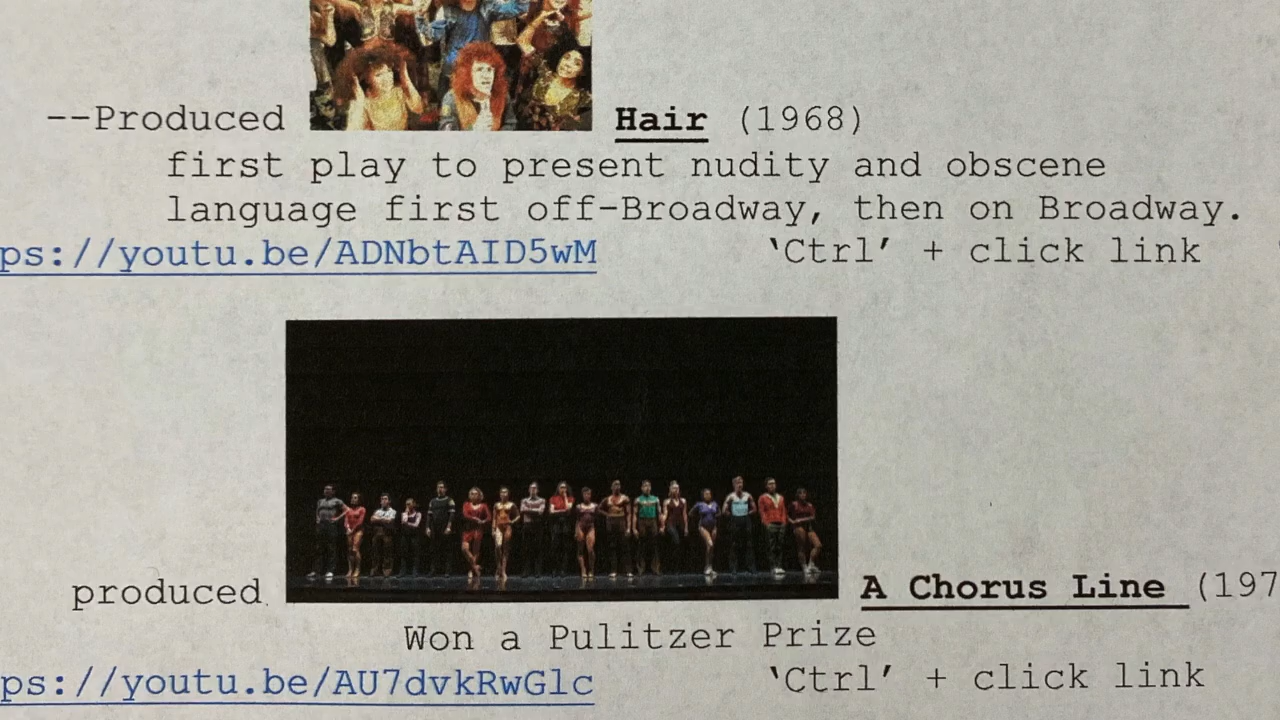 --Produced Hair (1968)
first play to present nudity and obscene
language first off-Broadway, then on Broadway.
ps://youtu.be/ADNbtAID5wM ‘Ctrl’ + click link
produced A Chorus Line (197
Won a Pulitzer Prize
ps://youtu.be/AU7dvkRwGlc ‘Ctrl’ + click link